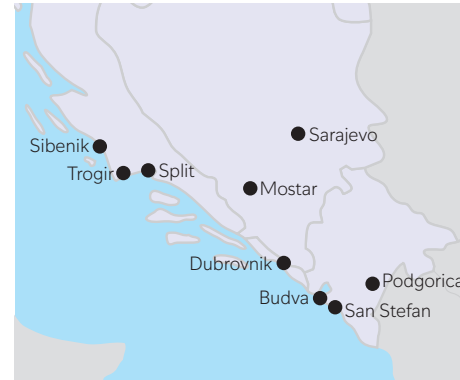 Sarajevo
Sibenik
Trogir
Split
Mostar
Dubrovnik
Podgorica
Budva
San Stefan